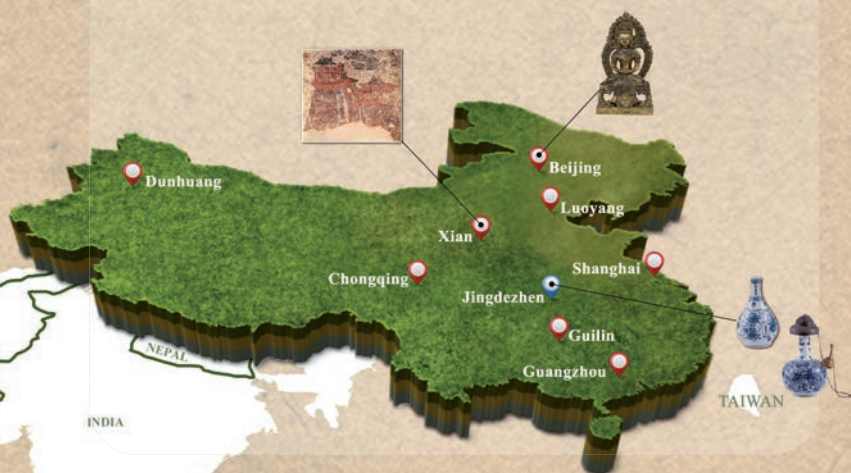 Beijing
Dunhuang
Luoyang
Xian
Shanghai
Chongqing
Jingdezhen
Guilin
NEPAL
Guangzhou
TAIWAN
INDIA